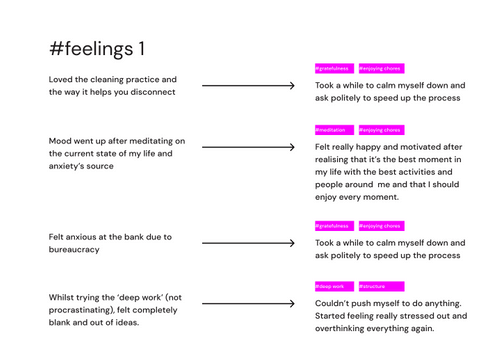 #feelings 1
Loved the cleaning practice and
the way it helps you disconnect
#gratefulness #enjoying chores
Took a while to calm myself down and
ask politely to speed up the process
Mood went up after meditating on
the current state of my life and
anxiety's source
#meditation #enjoying chores
Felt really happy and motivated after
realising that it's the best moment in
my life with the best activities and
people around me and that I should
enjoy every moment.
Felt anxious at the bank due to
bureaucracy
#gratefulness #enjoying chores
Took a while to calm myself down and
ask politely to speed up the process
Whilst trying the 'deep work' (not
procrastinating), felt completely
blank and out of ideas.
#deep work #structure
Couldn't push myself to do anything.
Started feeling really stressed out and
overthinking everything again.